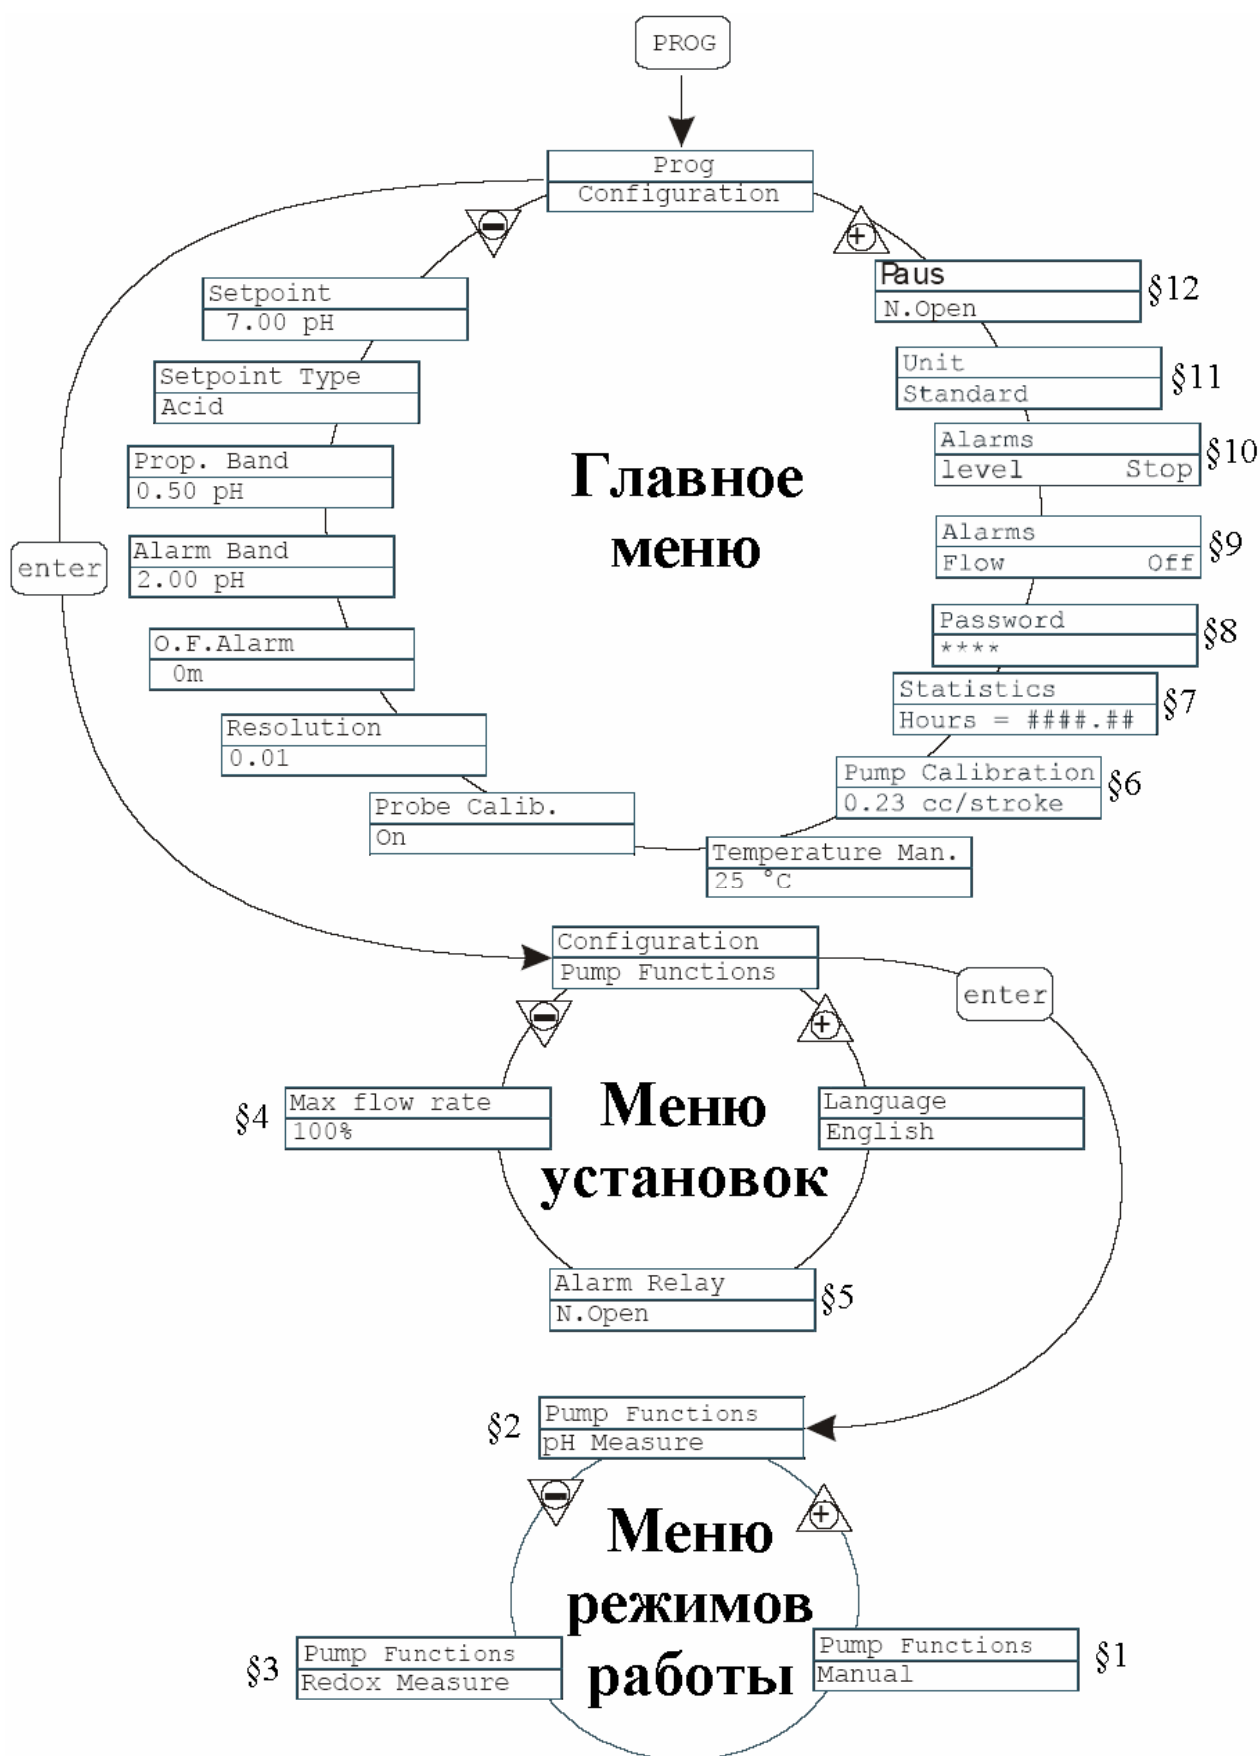 PROG
Prog
Configuration
Paus
N.Open
§12
Setpoint
7.00 pH
Unit
Standard
§11
Setpoint Type
Acid
Alarms
level Stop
§10
Prop. Band
0.50 pH
Главное
меню
Alarms
Flow Off
§9
Alarm Band
2.00 pH
enter
Password
****
§8
O.F.Alarm
0m
Statistics
Hours = ####.##
§7
Resolution
0.01
Pump Calibration
0.23 cc/stroke
§6
Probe Calib.
On
Temperature Man.
25 °C
Configuration
Pump Functions
enter
§4
Max flow rate
100%
Меню
установок
Language
English
Alarm Relay
N.Open
§5
§2
Pump Functions
pH Measure
Меню
режимов
работы
§3
Pump Functions
Redox Measure
Pump Functions
Manual
§1